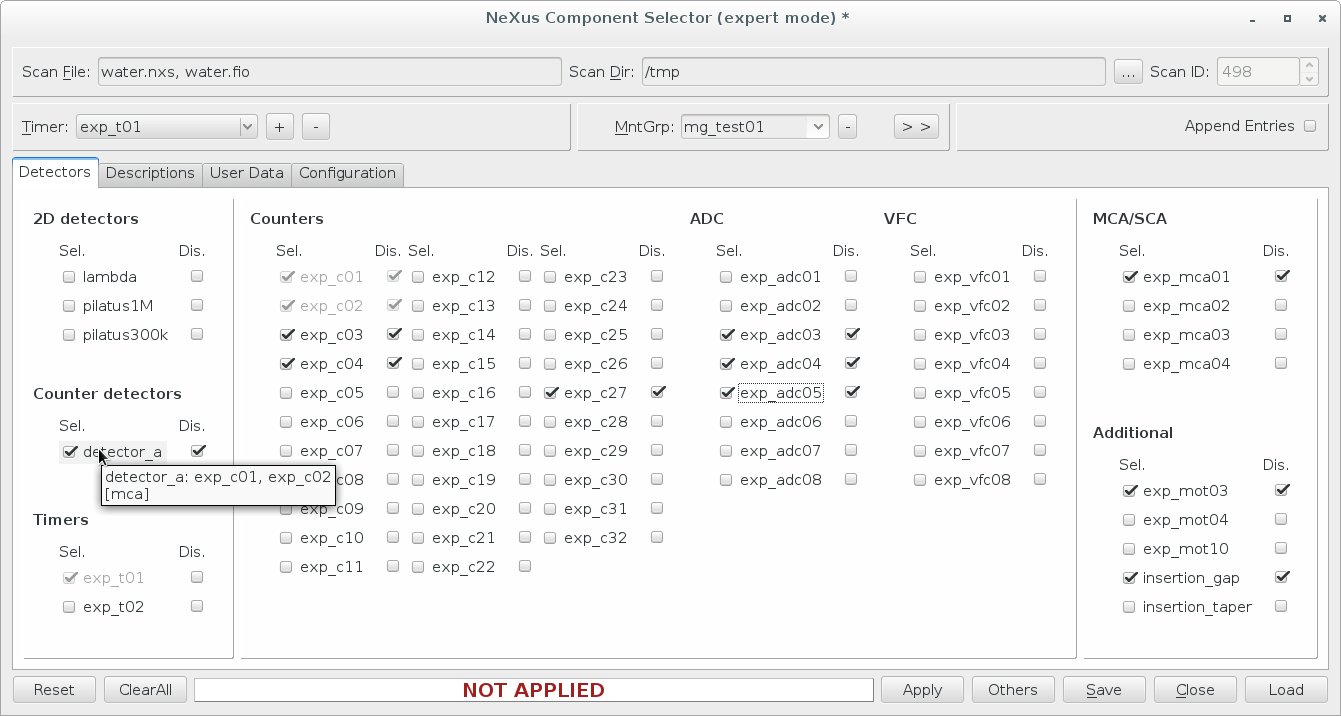 NeXus Component Selector (expert mode) *
Scan File: water.nxs, water.fio Scan Dir: /tmp ... Scan ID: 498
Timer: exp_t01 + - MntGrp: mg_test01 - > > Append Entries
Detectors Descriptions User Data Configuration
2D detectors
Sel. Dis.
lambda
pilatus1M
pilatus300k
Counter detectors
Sel. Dis.
detector_a
detector_a: exp_c01, exp_c02
[mca]
Timers
Sel. Dis.
exp_t01
exp_t02
Counters
Sel. Dis. Sel. Dis. Sel. Dis.
exp_c01 exp_c12 exp_c23
exp_c02 exp_c13 exp_c24
exp_c03 exp_c14 exp_c25
exp_c04 exp_c15 exp_c26
exp_c05 exp_c16 exp_c27
exp_c06 exp_c17 exp_c28
exp_c07 exp_c18 exp_c29
c08 exp_c19 exp_c30
exp_c09 exp_c20 exp_c31
exp_c10 exp_c21 exp_c32
exp_c11 exp_c22
ADC
Sel. Dis.
exp_adc01
exp_adc02
exp_adc03
exp_adc04
exp_adc05
exp_adc06
exp_adc07
exp_adc08
VFC
Sel. Dis.
exp_vfc01
exp_vfc02
exp_vfc03
exp_vfc04
exp_vfc05
exp_vfc06
exp_vfc07
exp_vfc08
MCA/SCA
Sel. Dis.
exp_mca01
exp_mca02
exp_mca03
exp_mca04
Additional
Sel. Dis.
exp_mot03
exp_mot04
exp_mot10
insertion_gap
insertion_taper
Reset ClearAll NOT APPLIED Apply Others Save Close Load